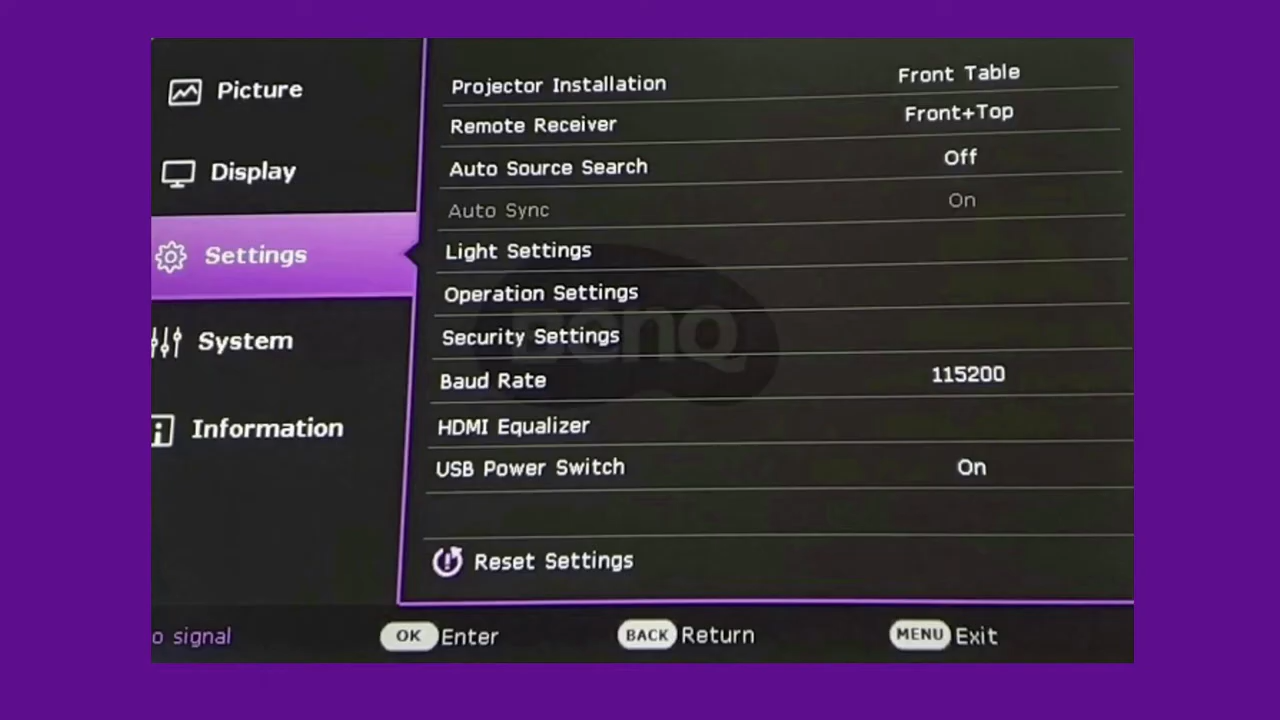 Picture
Display
Settings
System
Information
Projector Installation Front Table
Remote Receiver Front+Top
Auto Source Search Off
Auto Sync On
Light Settings
Operation Settings
Security Settings
Baud Rate 115200
HDMI Equalizer
USB Power Switch On
Reset Settings
BenQ
o signal
OK Enter
BACK Return
MENU Exit